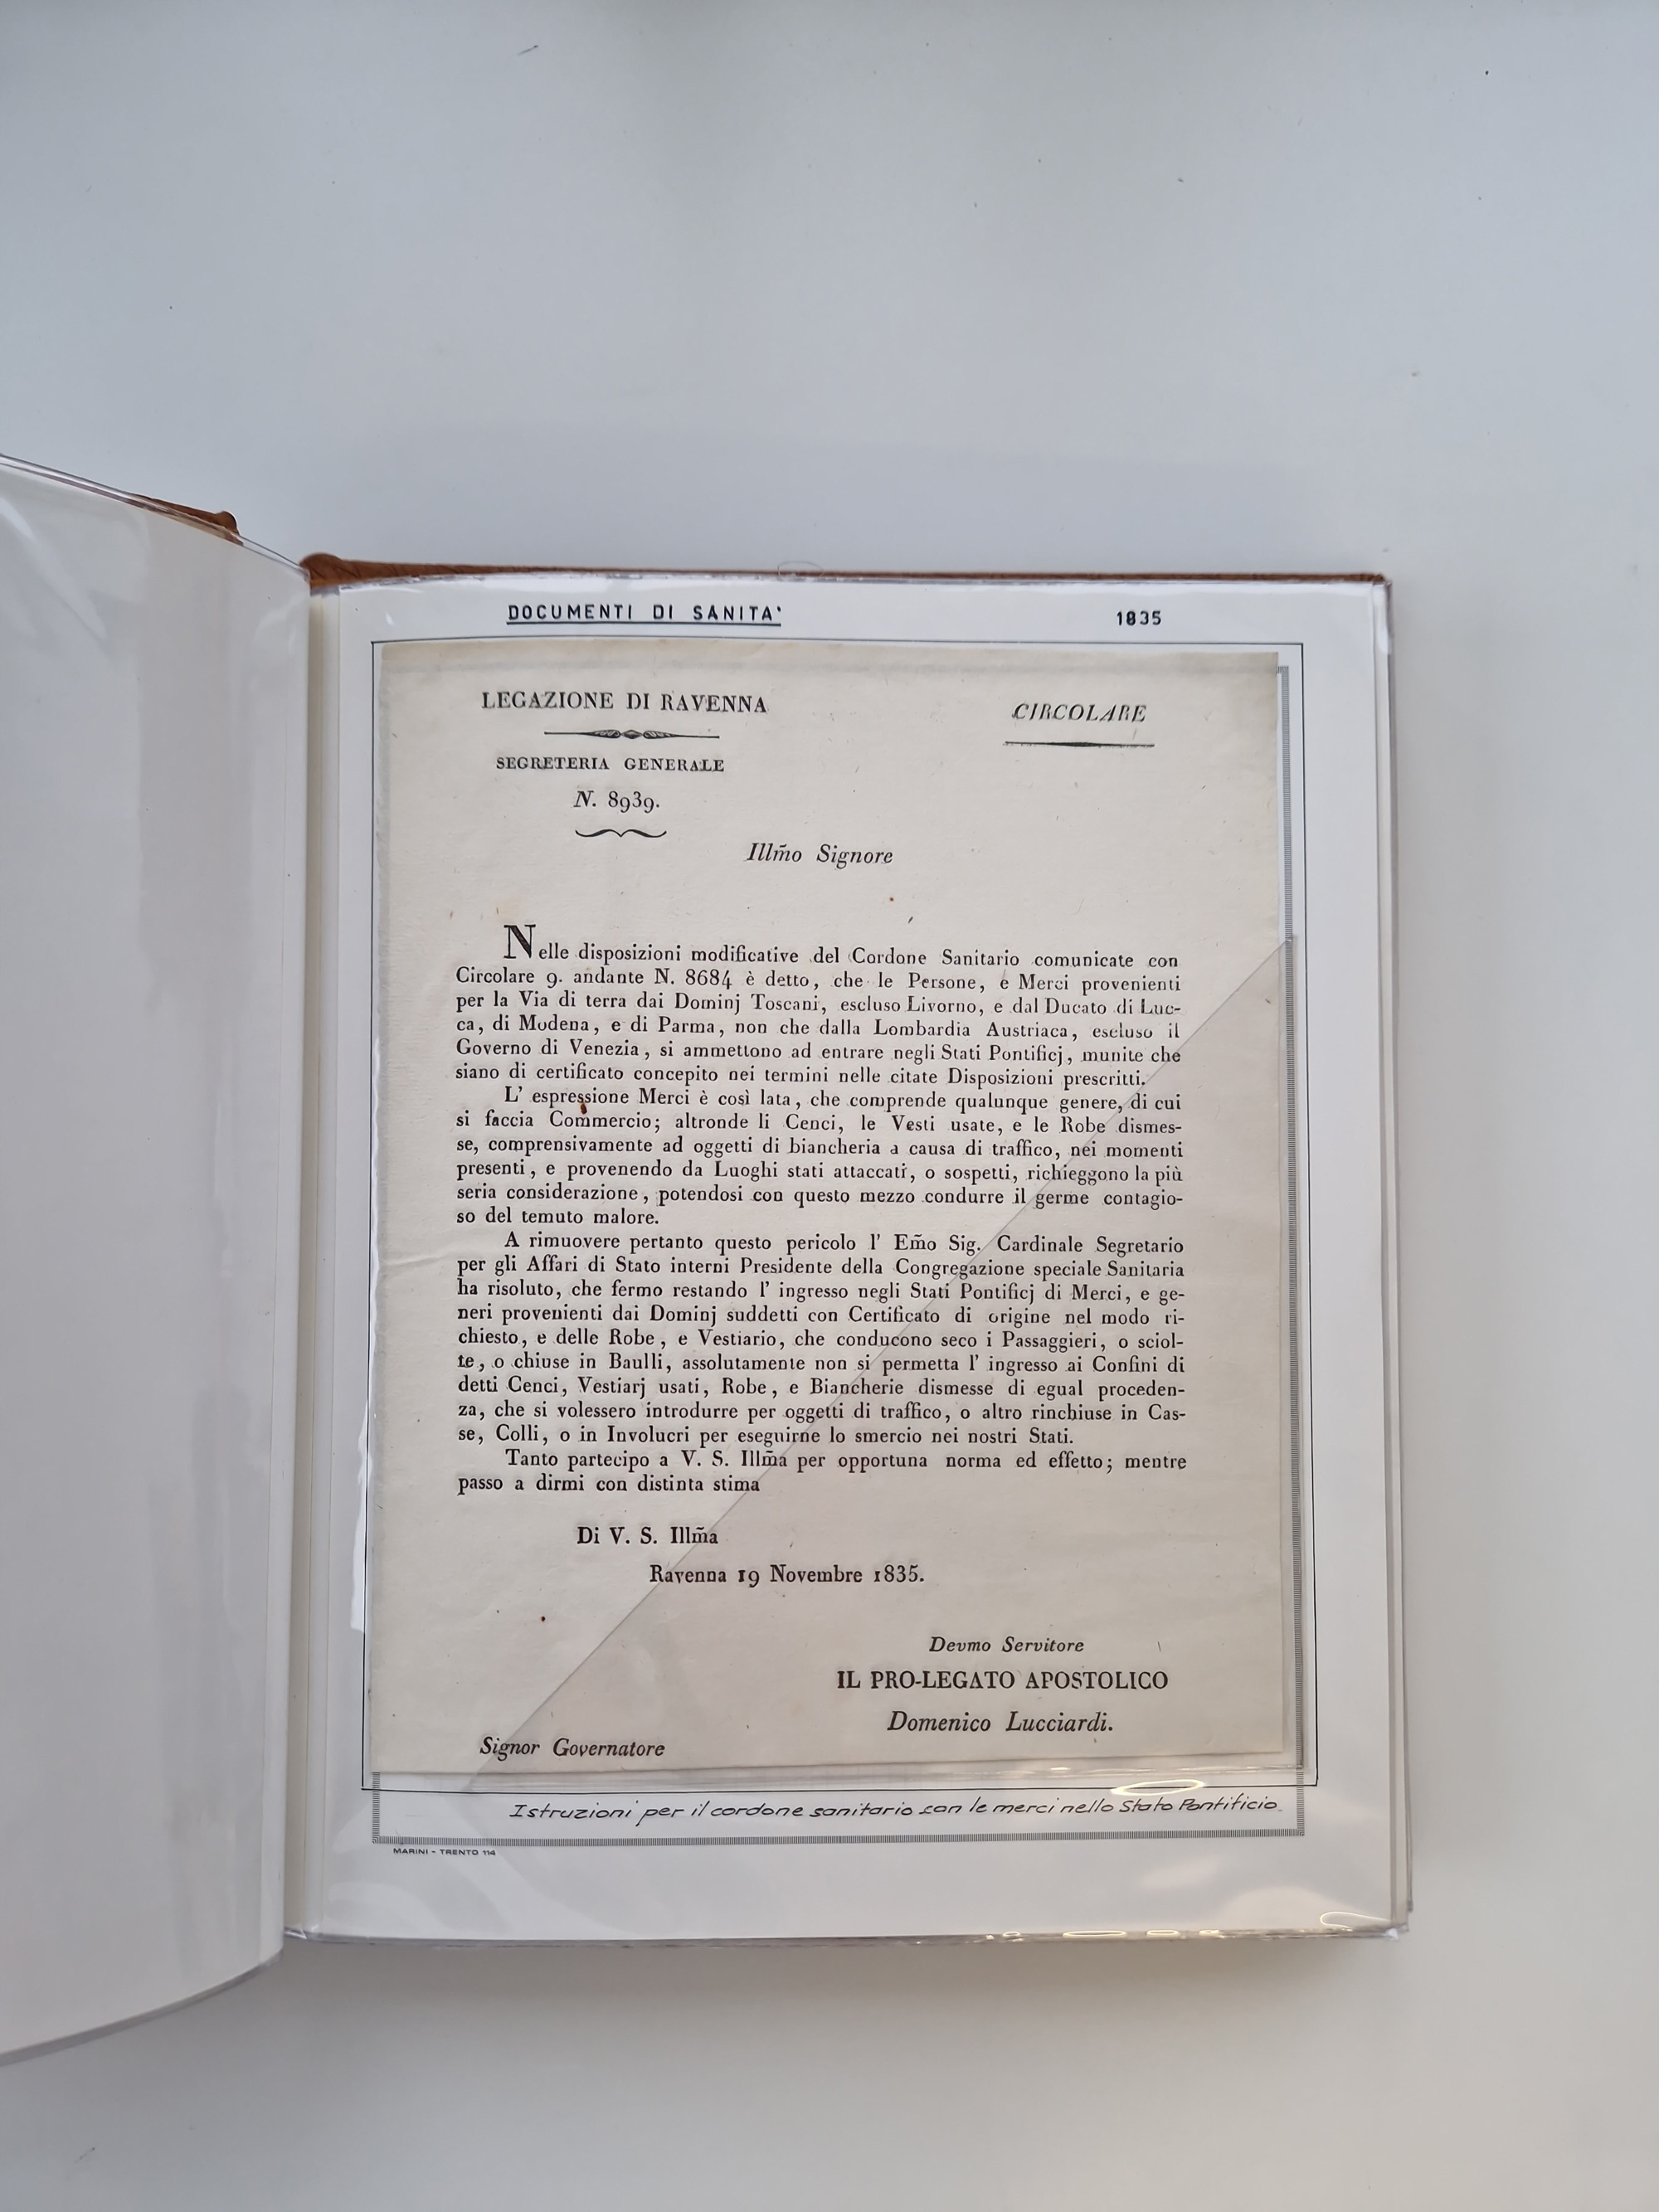 DOCUMENTI DI SANITA'
1835
LEGAZIONE DI RAVENNA
CIRCOLARE
SEGRETERIA GENERALE
N. 8939.
Illm̃o Signore
Nelle disposizioni modificative del Cordone Sanitario comunicate con
Circolare 9. andante N. 8684 è detto, che le Persone, e Merci provenienti
per la Via di terra dai Dominj Toscani, escluso Livorno, e dal Ducato di Luc-
ca, di Modena, e di Parma, non che dalla Lombardia Austriaca, escluso il
Governo di Venezia, si ammettono ad entrare negli Stati Pontificj, munite che
siano di certificato concepito nei termini nelle citate Disposizioni prescritti.
L' espressione Merci è così lata, che comprende qualunque genere, di cui
si faccia Commercio; altronde li Cenci, le Vesti usate, e le Robe dismes-
se, comprensivamente ad oggetti di biancheria a causa di traffico, nei momenti
presenti, e provenendo da Luoghi stati attaccati, o sospetti, richieggono la più
seria considerazione, potendosi con questo mezzo condurre il germe contagio-
so del temuto malore.
A rimuovere pertanto questo pericolo l' Em̃o Sig. Cardinale Segretario
per gli Affari di Stato interni Presidente della Congregazione speciale Sanitaria
ha risoluto, che fermo restando l' ingresso negli Stati Pontificj di Merci, e ge-
neri provenienti dai Dominj suddetti con Certificato di origine nel modo ri-
chiesto, e delle Robe, e Vestiario, che conducono seco i Passaggieri, o sciol-
te, o chiuse in Baulli, assolutamente non si permetta l' ingresso ai Confini di
detti Cenci, Vestiarj usati, Robe, e Biancherie dismesse di egual proceden-
za, che si volessero introdurre per oggetti di traffico, o altro rinchiuse in Cas-
se, Colli, o in Involucri per eseguirne lo smercio nei nostri Stati.
Tanto partecipo a V. S. Illm̃a per opportuna norma ed effetto; mentre
passo a dirmi con distinta stima
Di V. S. Illm̃a
Ravenna 19 Novembre 1835.
Devmo Servitore
IL PRO-LEGATO APOSTOLICO
Domenico Lucciardi.
Signor Governatore
Istruzioni per il cordone sanitario con le merci nello Stato Pontificio.
MARINI - TRENTO 114